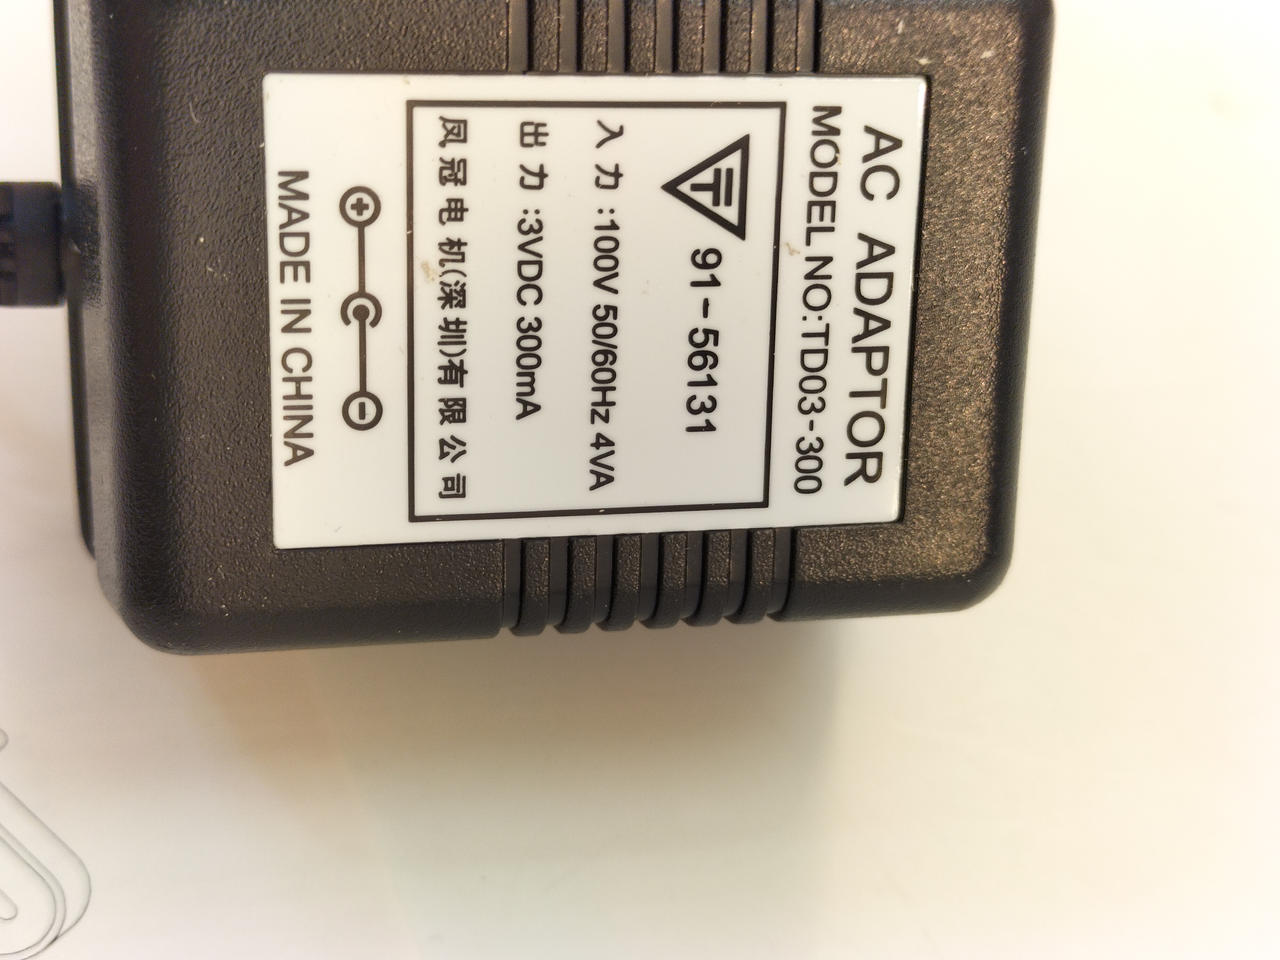 AC ADAPTOR
MODEL NO:TD03-300
T
91-56131
入力:100V 50/60Hz 4VA
出力:3VDC 300mA
凤冠电机(深圳)有限公司
MADE IN CHINA